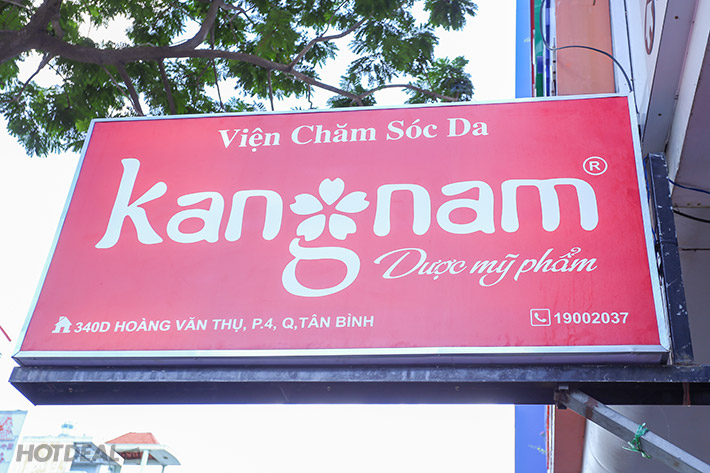 Viện Chăm Sóc Da
kangnam ®
Dược mỹ phẩm
340D HOÀNG VĂN THỤ, P.4, Q,TÂN BÌNH
19002037
HOTDEAL